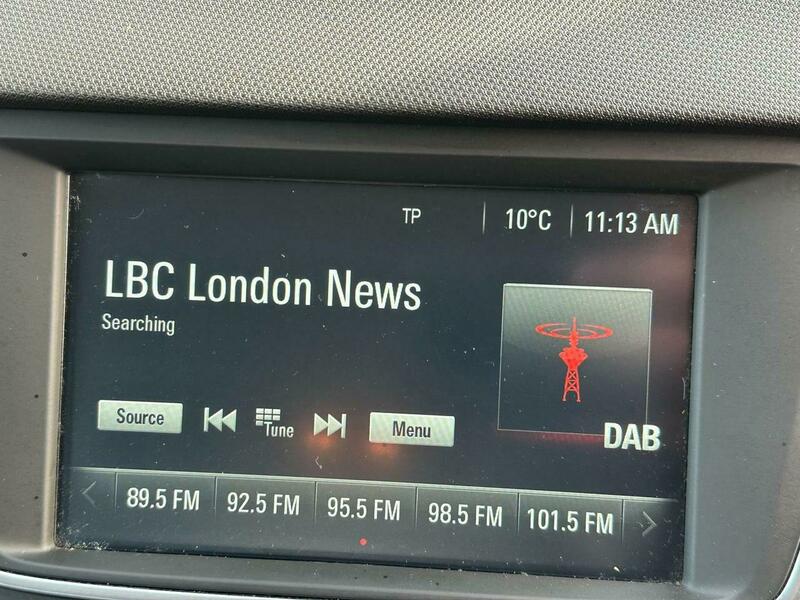 TP 10°C 11:13 AM
LBC London News
Searching
Source Tune Menu
DAB
89.5 FM 92.5 FM 95.5 FM 98.5 FM 101.5 FM